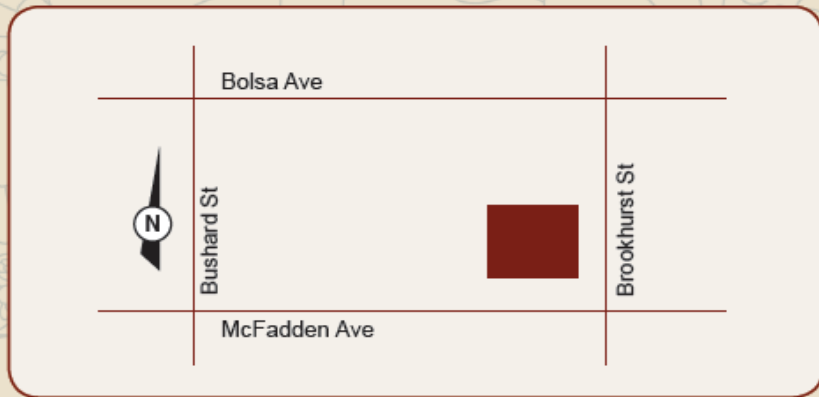 Bolsa Ave
N
Bushard St
Brookhurst St
McFadden Ave